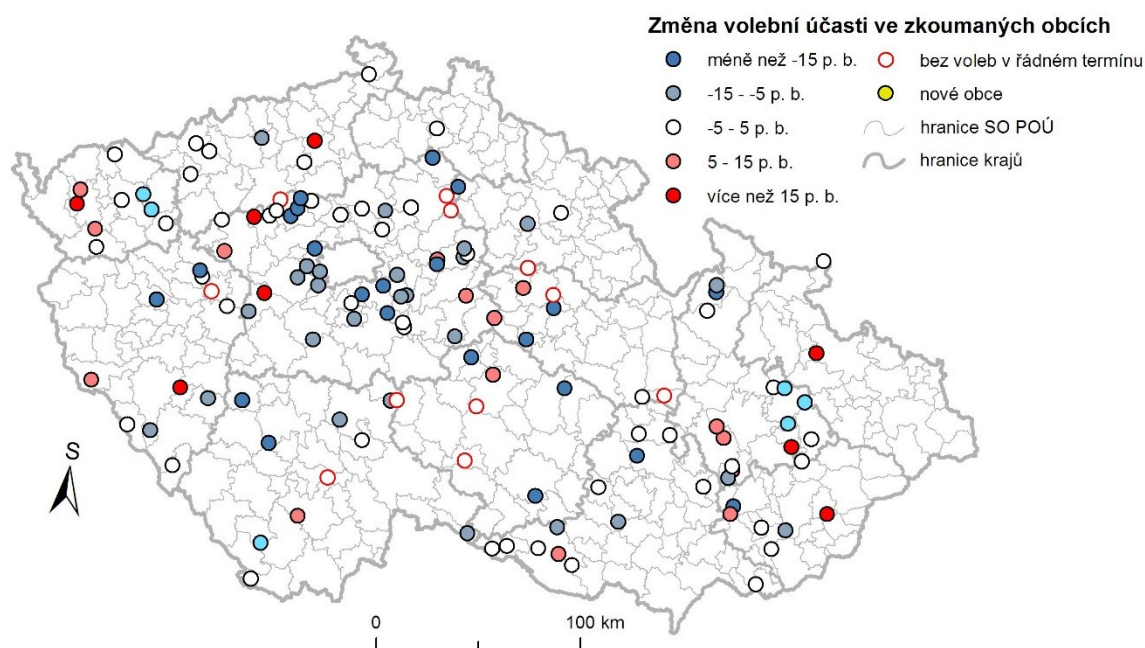 Změna volební účasti ve zkoumaných obcích
méně než -15 p. b.
bez voleb v řádném termínu
-15 - -5 p. b.
nové obce
-5 - 5 p. b.
hranice SO POÚ
5 - 15 p. b.
hranice krajů
více než 15 p. b.
S
0
100 km